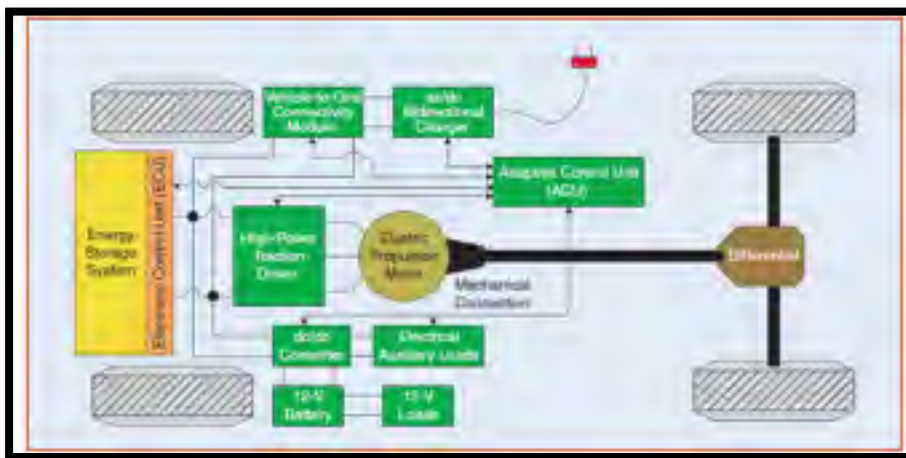 Vehicle-to-Grid
Connectivity
Module
ac/dc
Bidirectional
Charger
Control Unit
(ACU)
Energy-
Storage
System
Electronic Control Unit (ECU)
High-Power
Traction
Drives
Electric
Propulsion
Motor
Mechanical
Connection
Differential
dc/dc
Converter
Electrical
Auxiliary Loads
12-V
Battery
12-V
Loads